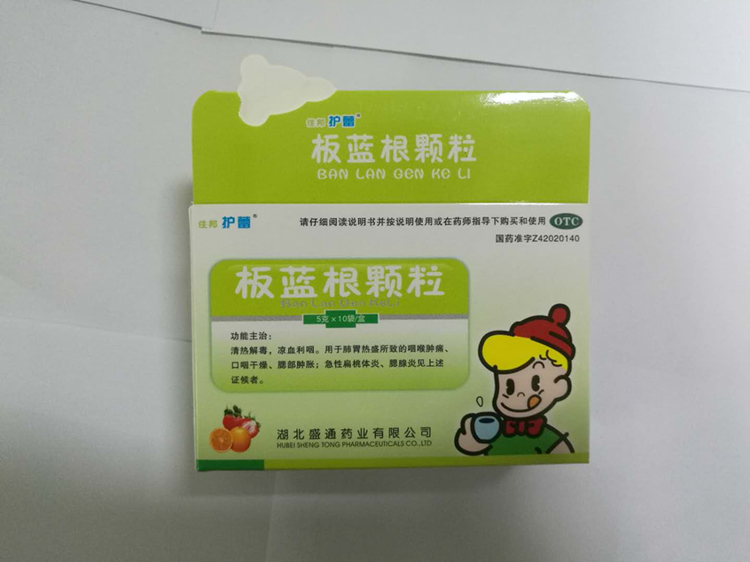 佳邦 护蕾®
板蓝根颗粒
BAN LAN GEN KE LI
佳邦 护蕾®
请仔细阅读说明书并按说明使用或在药师指导下购买和使用 OTC
国药准字Z42020140
板蓝根颗粒
Ban Lan Gen Ke Li
5克×10袋/盒
功能主治:
清热解毒，凉血利咽。用于肺胃热盛所致的咽喉肿痛、
口咽干燥、腮部肿胀；急性扁桃体炎、腮腺炎见上述
证候者。
湖北盛通药业有限公司
HUBEI SHENG TONG PHARMACEUTICALS CO.,LTD